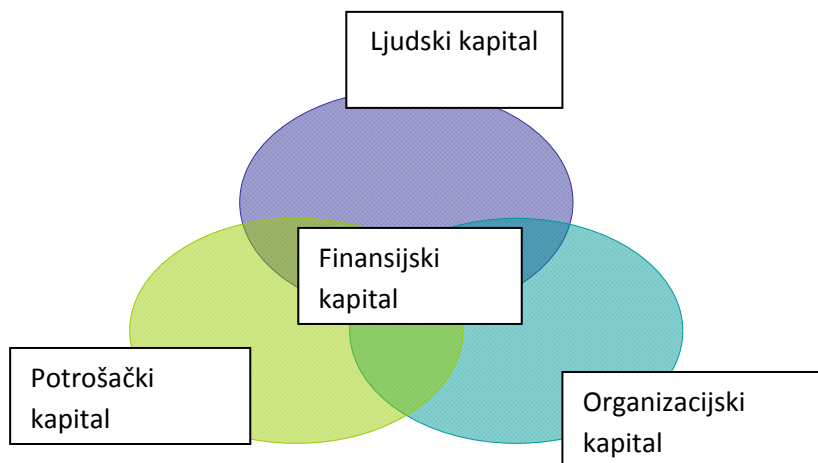 Ljudski kapital
Finansijski
kapital
Potrošački
kapital
Organizacijski
kapital